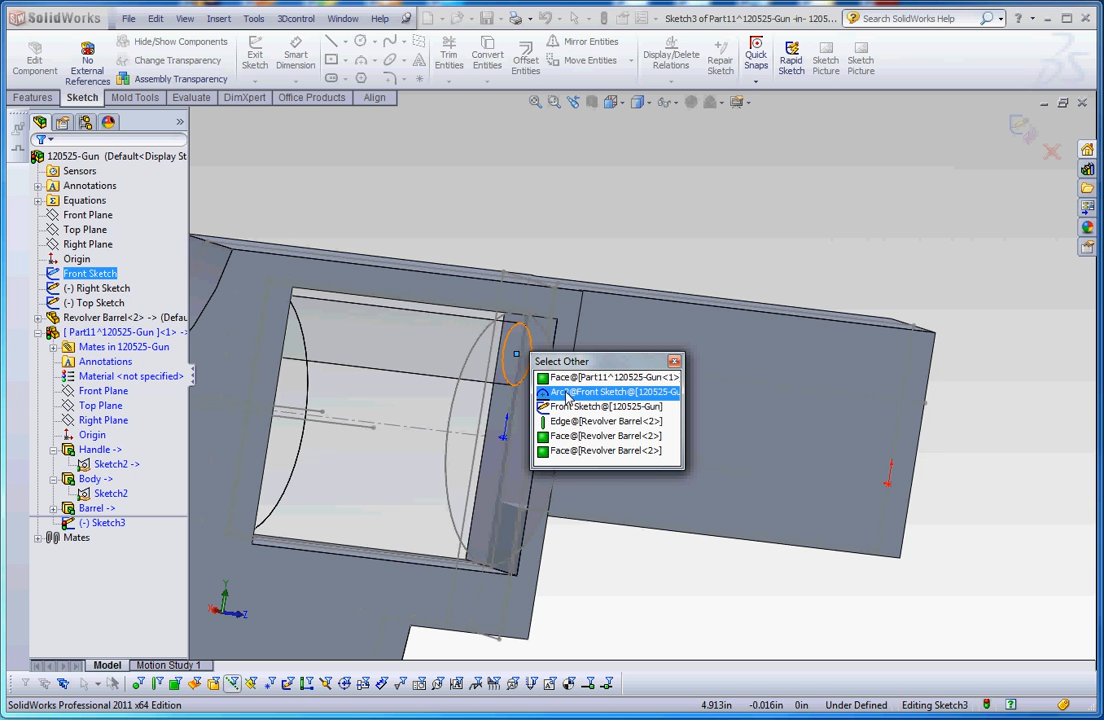 SolidWorks File Edit View Insert Tools 3Dcontrol Window Help Sketch3 of Part11^120525-Gun -in- 1205... Search SolidWorks Help
Edit Component
No External References
Hide/Show Components
Change Transparency
Assembly Transparency
Exit Sketch
Smart Dimension
Trim Entities
Convert Entities
Offset Entities
Mirror Entities
Move Entities
Display/Delete Relations
Repair Sketch
Quick Snaps
Rapid Sketch
Sketch Picture
Sketch Picture
Features Sketch Mold Tools Evaluate DimXpert Office Products Align
120525-Gun (Default<Display St
Sensors
Annotations
Equations
Front Plane
Top Plane
Right Plane
Origin
Front Sketch
(-) Right Sketch
(-) Top Sketch
Revolver Barrel<2> -> (Defau
[ Part11^120525-Gun ]<1> ->
Mates in 120525-Gun
Annotations
Material <not specified>
Front Plane
Top Plane
Right Plane
Origin
Handle ->
Sketch2 ->
Body ->
Sketch2
Barrel ->
(-) Sketch3
Mates
Select Other
Face@[Part11^120525-Gun<1>
@Front Sketch@[120525-Gu
Front Sketch@[120525-Gun]
Edge@[Revolver Barrel<2>]
Face@[Revolver Barrel<2>]
Face@[Revolver Barrel<2>]
Y
X
Z
Model Motion Study 1
SolidWorks Professional 2011 x64 Edition 4.913in -0.016in 0in Under Defined Editing Sketch3